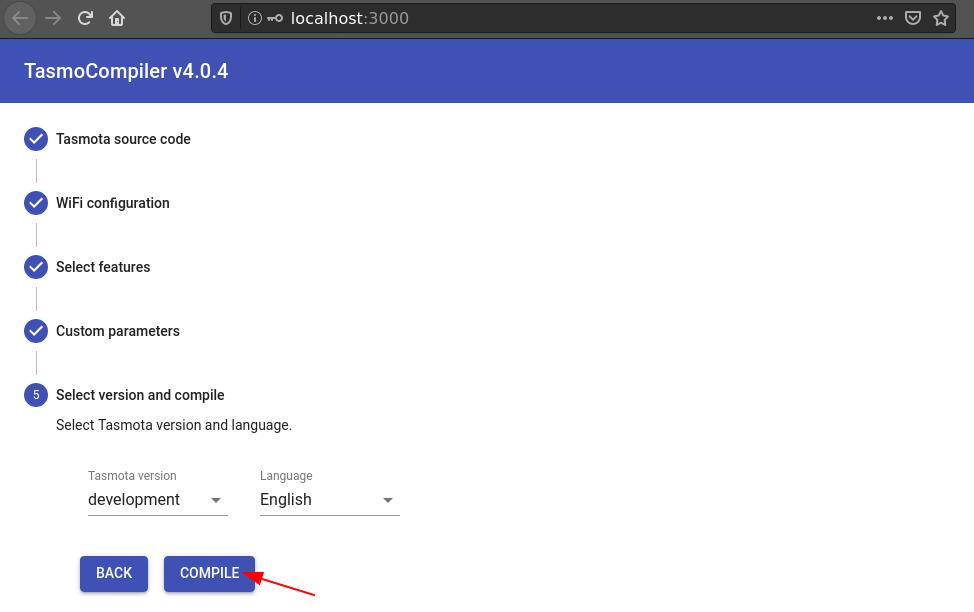 localhost:3000
TasmoCompiler v4.0.4
Tasmota source code
WiFi configuration
Select features
Custom parameters
5 Select version and compile
Select Tasmota version and language.
Tasmota version Language
development English
BACK COMPILE